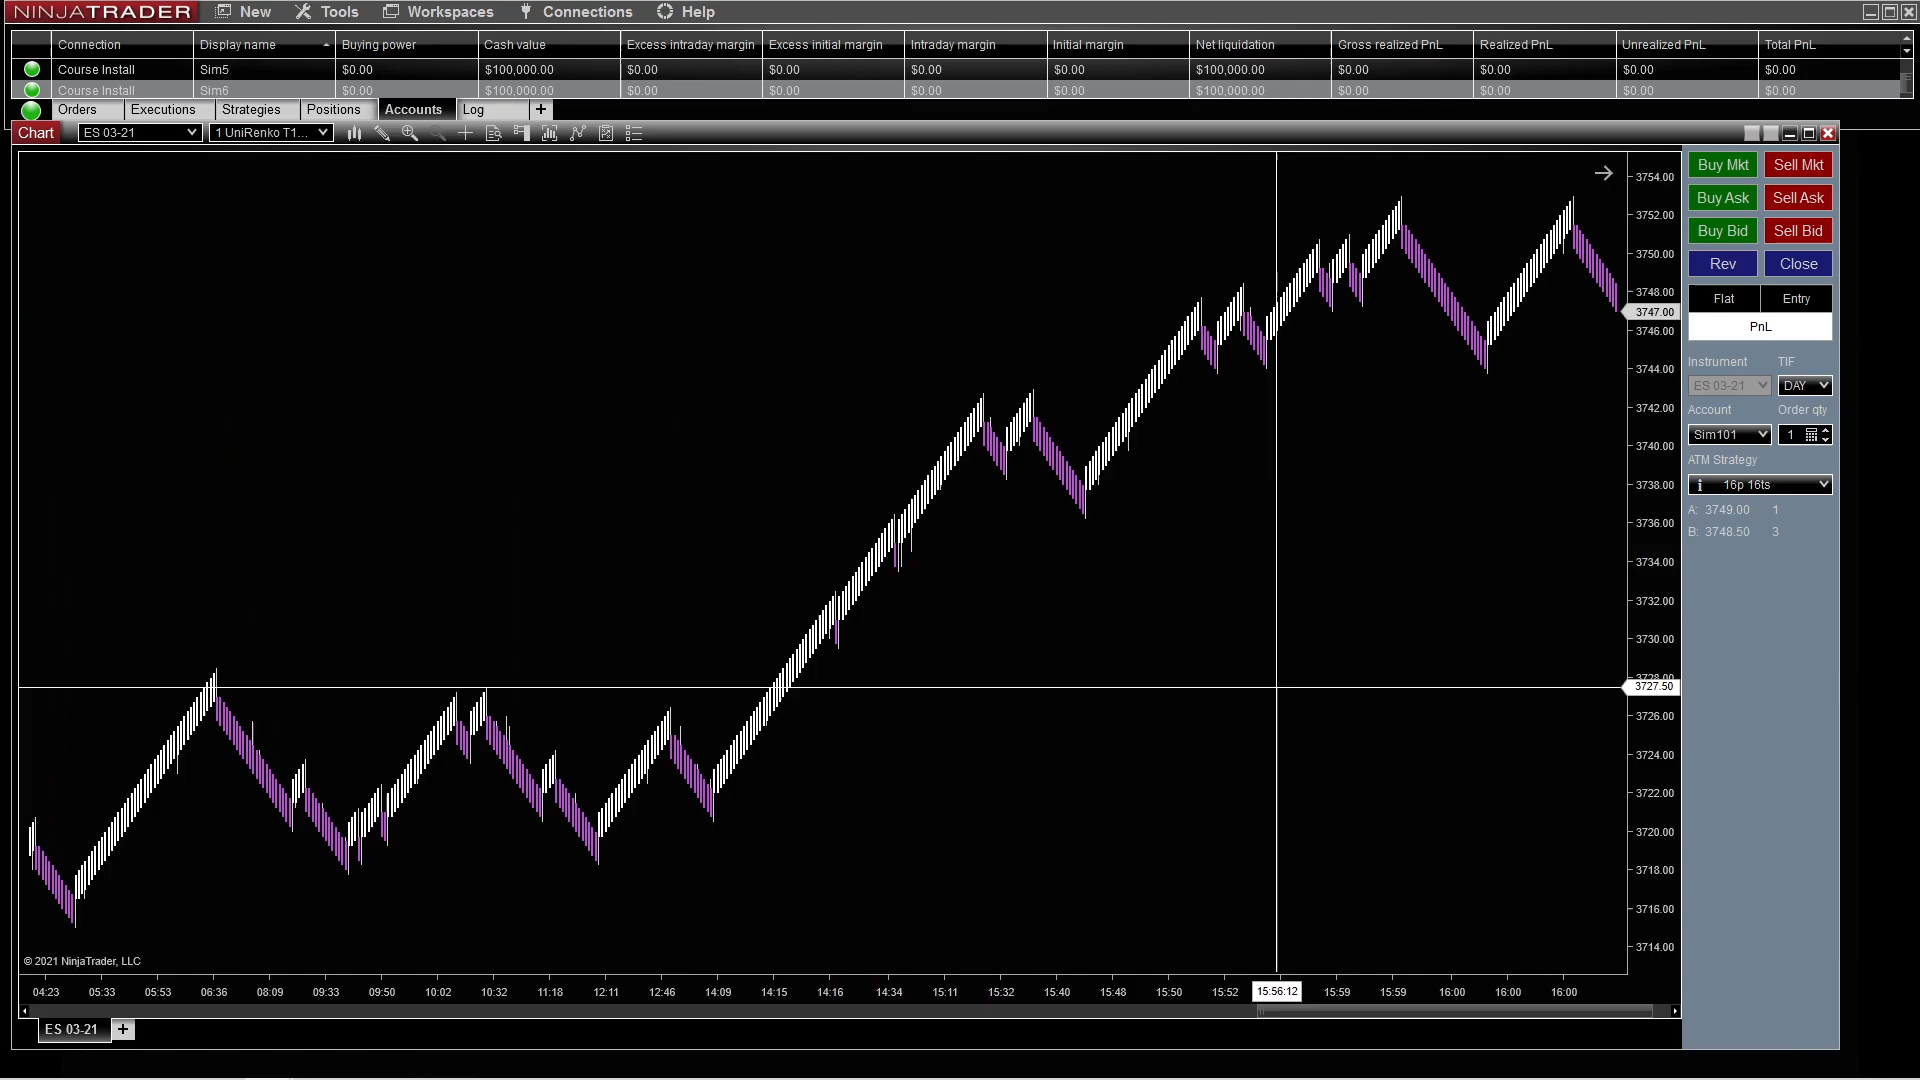 NINJATRADER New Tools Workspaces Connections Help
Connection Display name Buying power Cash value Excess intraday margin Excess initial margin Intraday margin Initial margin Net liquidation Gross realized PnL Realized PnL Unrealized PnL Total PnL
Course Install Sim5 $0.00 $100,000.00 $0.00 $0.00 $0.00 $0.00 $100,000.00 $0.00 $0.00 $0.00 $0.00
Course Install Sim6 $0.00 $100,000.00 $0.00 $0.00 $0.00 $0.00 $100,000.00 $0.00 $0.00 $0.00 $0.00
Orders Executions Strategies Positions Accounts Log +
Chart ES 03-21 1 UniRenko T1...
3754.00
3752.00
3750.00
3748.00
3747.00
3746.00
3744.00
3742.00
3740.00
3738.00
3736.00
3734.00
3732.00
3730.00
3728.00
3727.50
3726.00
3724.00
3722.00
3720.00
3718.00
3716.00
3714.00
Buy Mkt Sell Mkt
Buy Ask Sell Ask
Buy Bid Sell Bid
Rev Close
Flat Entry
PnL
Instrument TIF
ES 03-21 DAY
Account Order qty
Sim101 1
ATM Strategy
i 16p 16ts
A: 3749.00 1
B: 3748.50 3
© 2021 NinjaTrader, LLC
04:23 05:33 05:53 06:36 08:09 09:33 09:50 10:02 10:32 11:18 12:11 12:46 14:09 14:15 14:16 14:34 15:11 15:32 15:40 15:48 15:50 15:52 15:56:12 15:59 15:59 16:00 16:00 16:00
ES 03-21 +